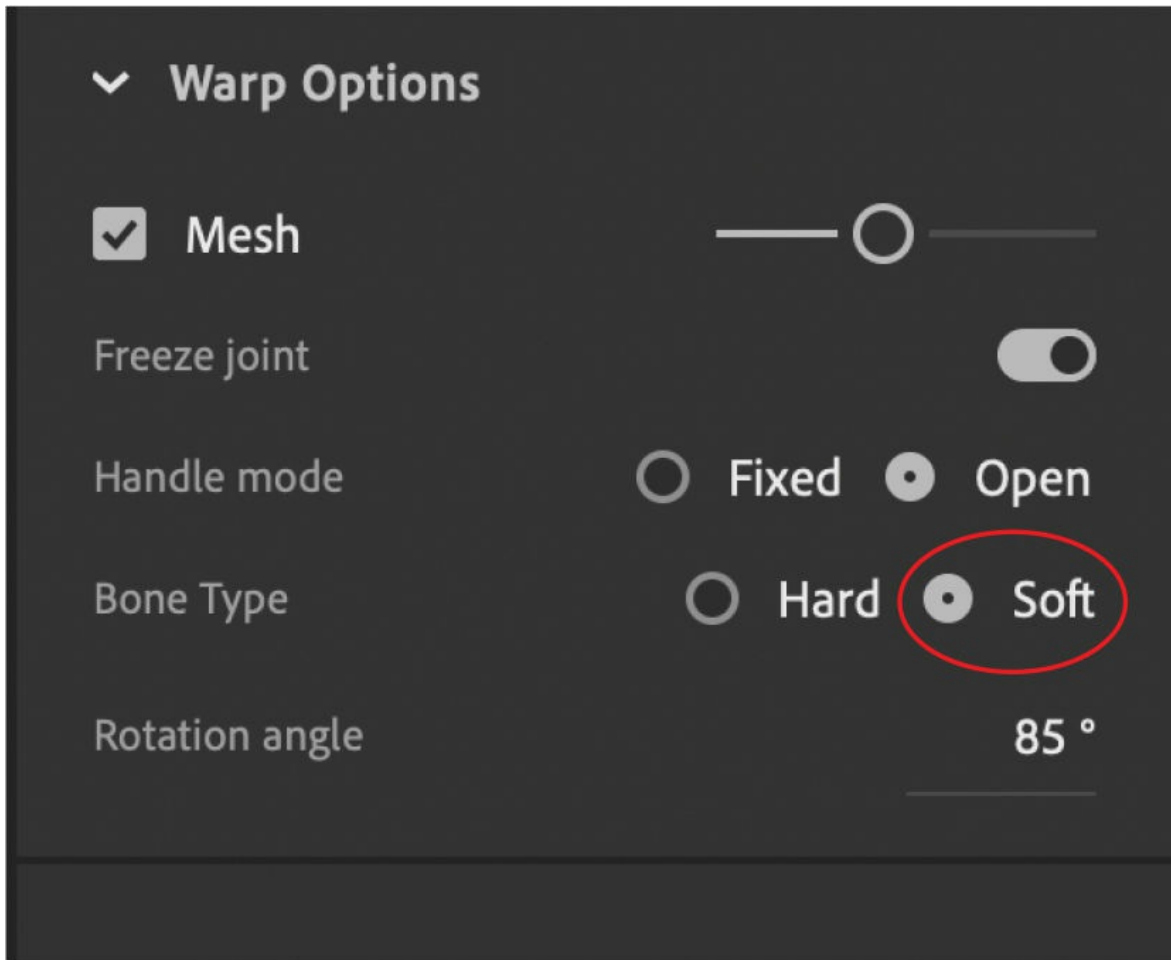 Warp Options
Mesh
Freeze joint
Handle mode Fixed Open
Bone Type Hard Soft
Rotation angle 85 °